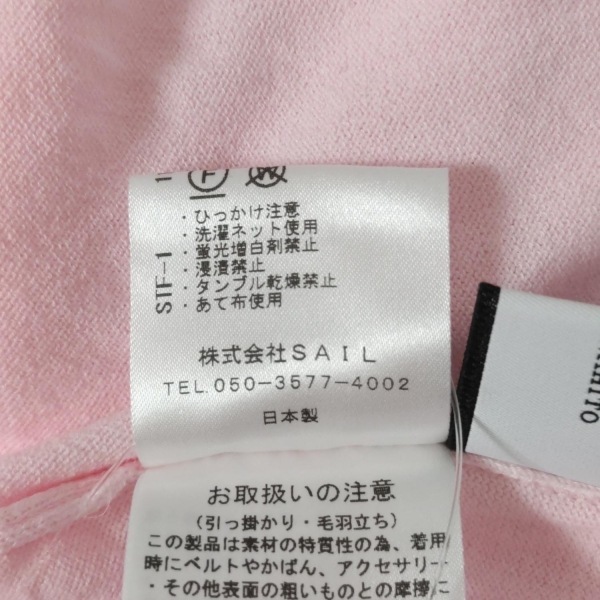 STF-1
F
W
・ひっかけ注意
・洗濯ネット使用
・蛍光増白剤禁止
・浸漬禁止
・タンブル乾燥禁止
・あて布使用
株式会社SAIL
TEL.050-3577-4002
日本製
お取扱いの注意
(引っ掛かり・毛羽立ち)
この製品は素材の特質性の為、着用
時にベルトやかばん、アクセサリー
・その他表面の粗いものとの摩擦に